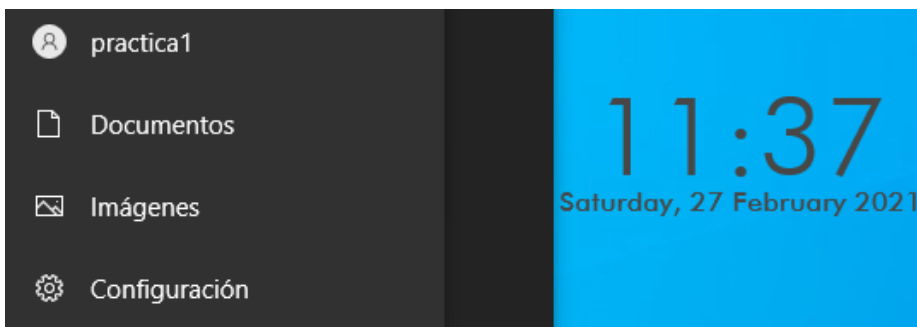 practica1
Documentos
Imágenes
Configuración
11:37
Saturday, 27 February 2021